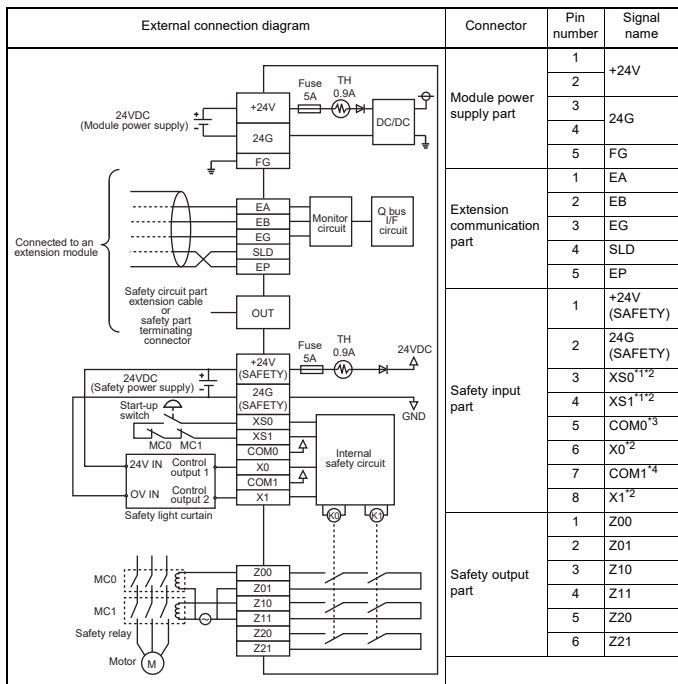 External connection diagram
Connector
Pin number
Signal name
24VDC
(Module power supply)
+24V
24G
FG
Fuse
5A
TH
0.9A
DC/DC
Connected to an
extension module
EA
EB
EG
SLD
EP
Monitor
circuit
Q bus
I/F
circuit
Safety circuit part
extension cable
or
safety part
terminating
connector
OUT
24VDC
(Safety power supply)
Start-up
switch
MC0 MC1
+24V
(SAFETY)
24G
(SAFETY)
XS0
XS1
COM0
X0
COM1
X1
Fuse
5A
TH
0.9A
24VDC
GND
Internal
safety circuit
K0
K1
24V IN
Control
output 1
OV IN
Control
output 2
Safety light curtain
MC0
MC1
Safety relay
Motor
M
Z00
Z01
Z10
Z11
Z20
Z21
Module power
supply part
1
2
+24V
3
4
24G
5 FG
Extension
communication
part
1 EA
2 EB
3 EG
4 SLD
5 EP
Safety input
part
1 +24V
(SAFETY)
2 24G
(SAFETY)
3 XS0*1*2
4 XS1*1*2
5 COM0*3
6 X0*2
7 COM1*4
8 X1*2
Safety output
part
1 Z00
2 Z01
3 Z10
4 Z11
5 Z20
6 Z21